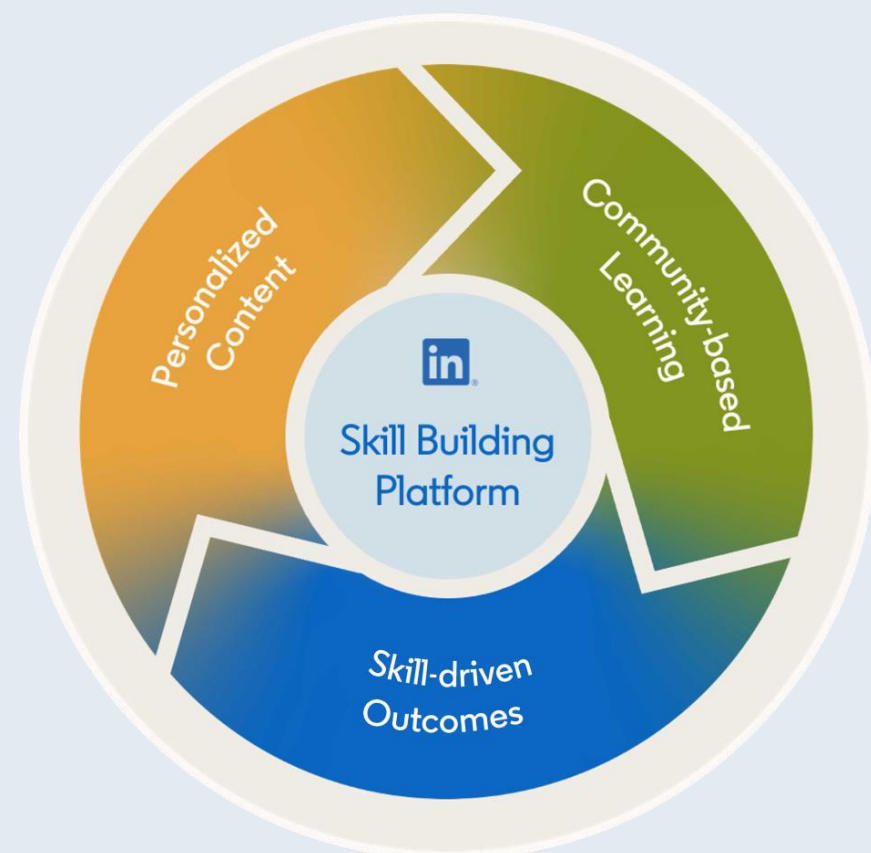 Personalized
Content
Community-based
Learning
in
Skill Building
Platform
Skill-driven
Outcomes